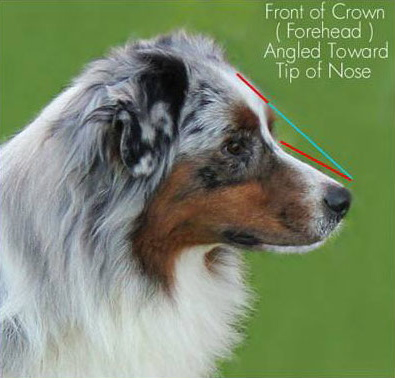 Front of Crown
( Forehead )
Angled Toward
Tip of Nose